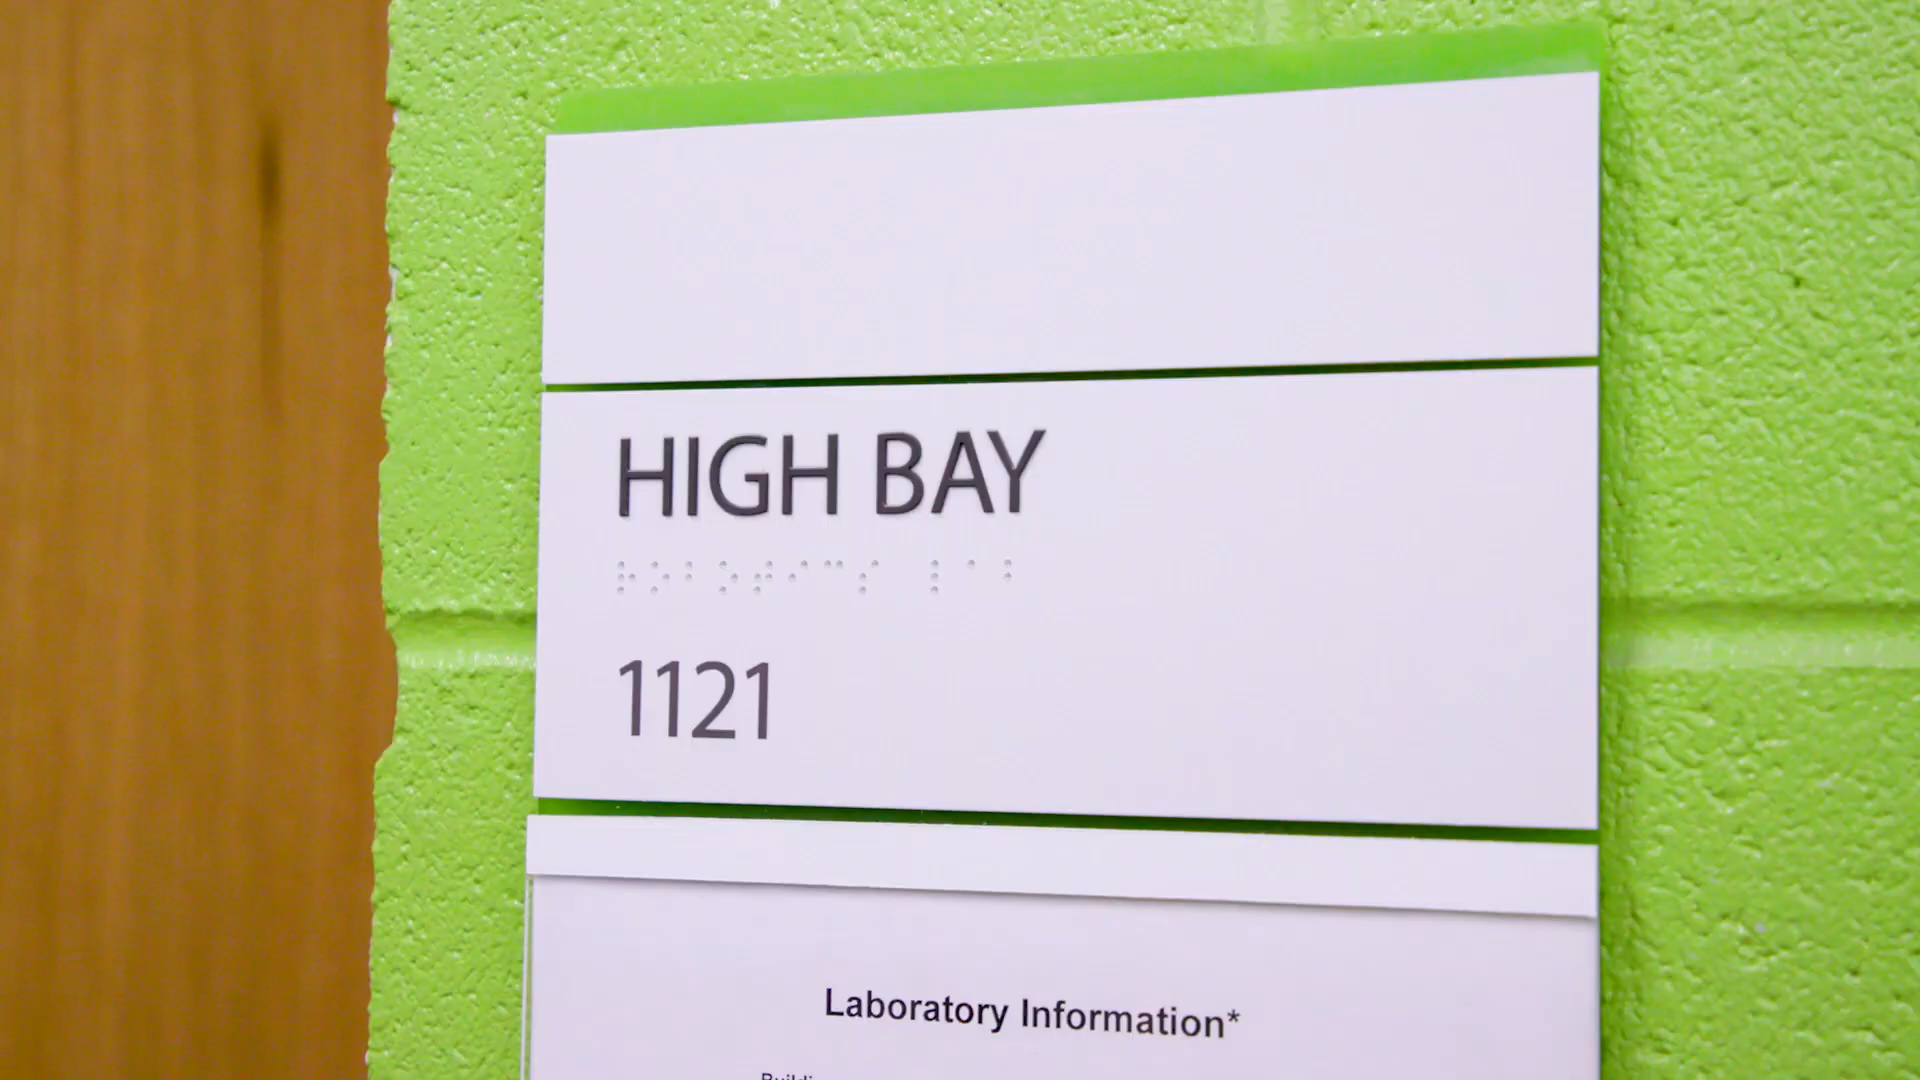 HIGH BAY
⠗⠕⠃⠕⠞⠊⠉⠎ ⠇⠁⠃
1121
Laboratory Information*